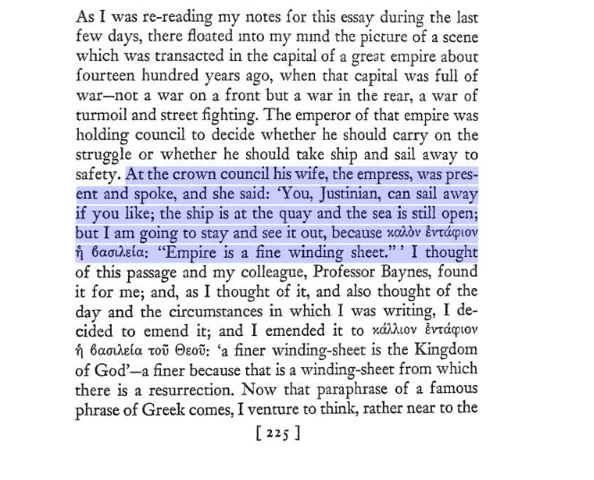 As I was re-reading my notes for this essay during the last
few days, there floated into my mind the picture of a scene
which was transacted in the capital of a great empire about
fourteen hundred years ago, when that capital was full of
war—not a war on a front but a war in the rear, a war of
turmoil and street fighting. The emperor of that empire was
holding council to decide whether he should carry on the
struggle or whether he should take ship and sail away to
safety. At the crown council his wife, the empress, was pres-
ent and spoke, and she said: ‘You, Justinian, can sail away
if you like; the ship is at the quay and the sea is still open;
but I am going to stay and see it out, because καλὸν ἐντάφιον
ἡ βασιλεία: “Empire is a fine winding sheet.” ’ I thought
of this passage and my colleague, Professor Baynes, found
it for me; and, as I thought of it, and also thought of the
day and the circumstances in which I was writing, I de-
cided to emend it; and I emended it to κάλλιον ἐντάφιον
ἡ βασιλεία τοῦ Θεοῦ: ‘a finer winding-sheet is the Kingdom
of God’—a finer because that is a winding-sheet from which
there is a resurrection. Now that paraphrase of a famous
phrase of Greek comes, I venture to think, rather near to the
[ 225 ]